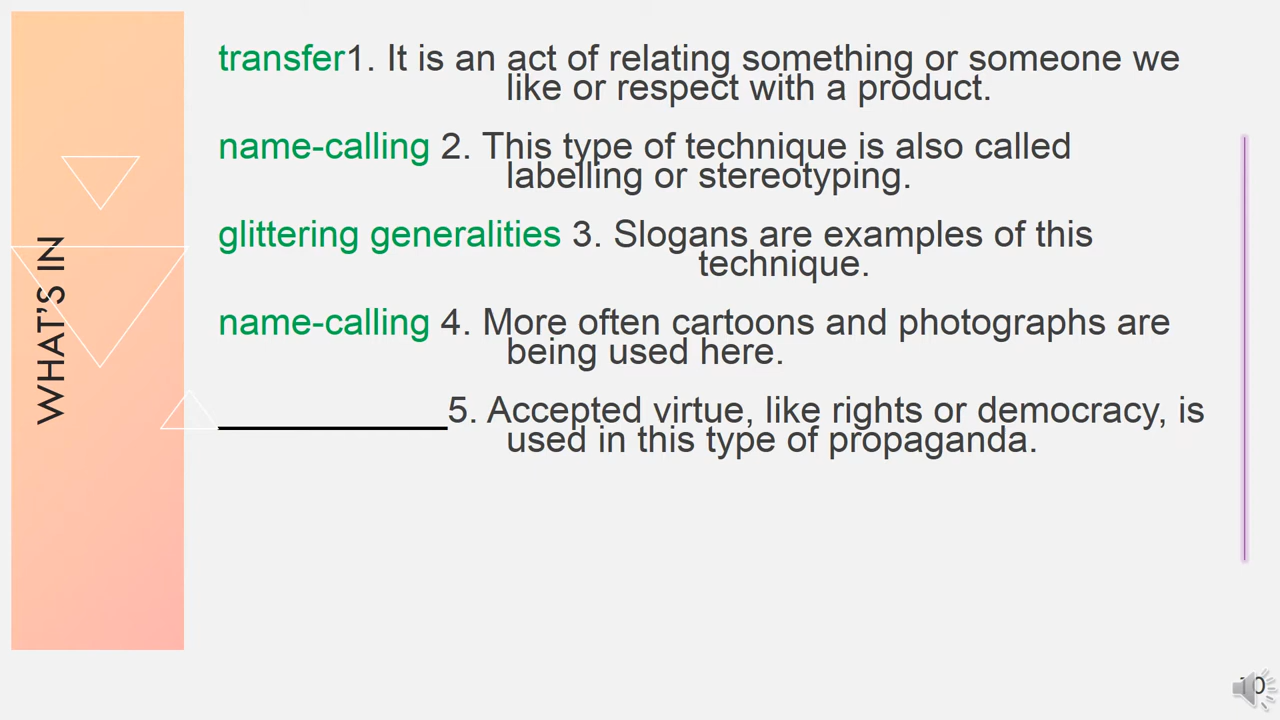 WHAT'S IN
transfer1. It is an act of relating something or someone we
like or respect with a product.
name-calling 2. This type of technique is also called
labelling or stereotyping.
glittering generalities 3. Slogans are examples of this
technique.
name-calling 4. More often cartoons and photographs are
being used here.
___________5. Accepted virtue, like rights or democracy, is
used in this type of propaganda.
10